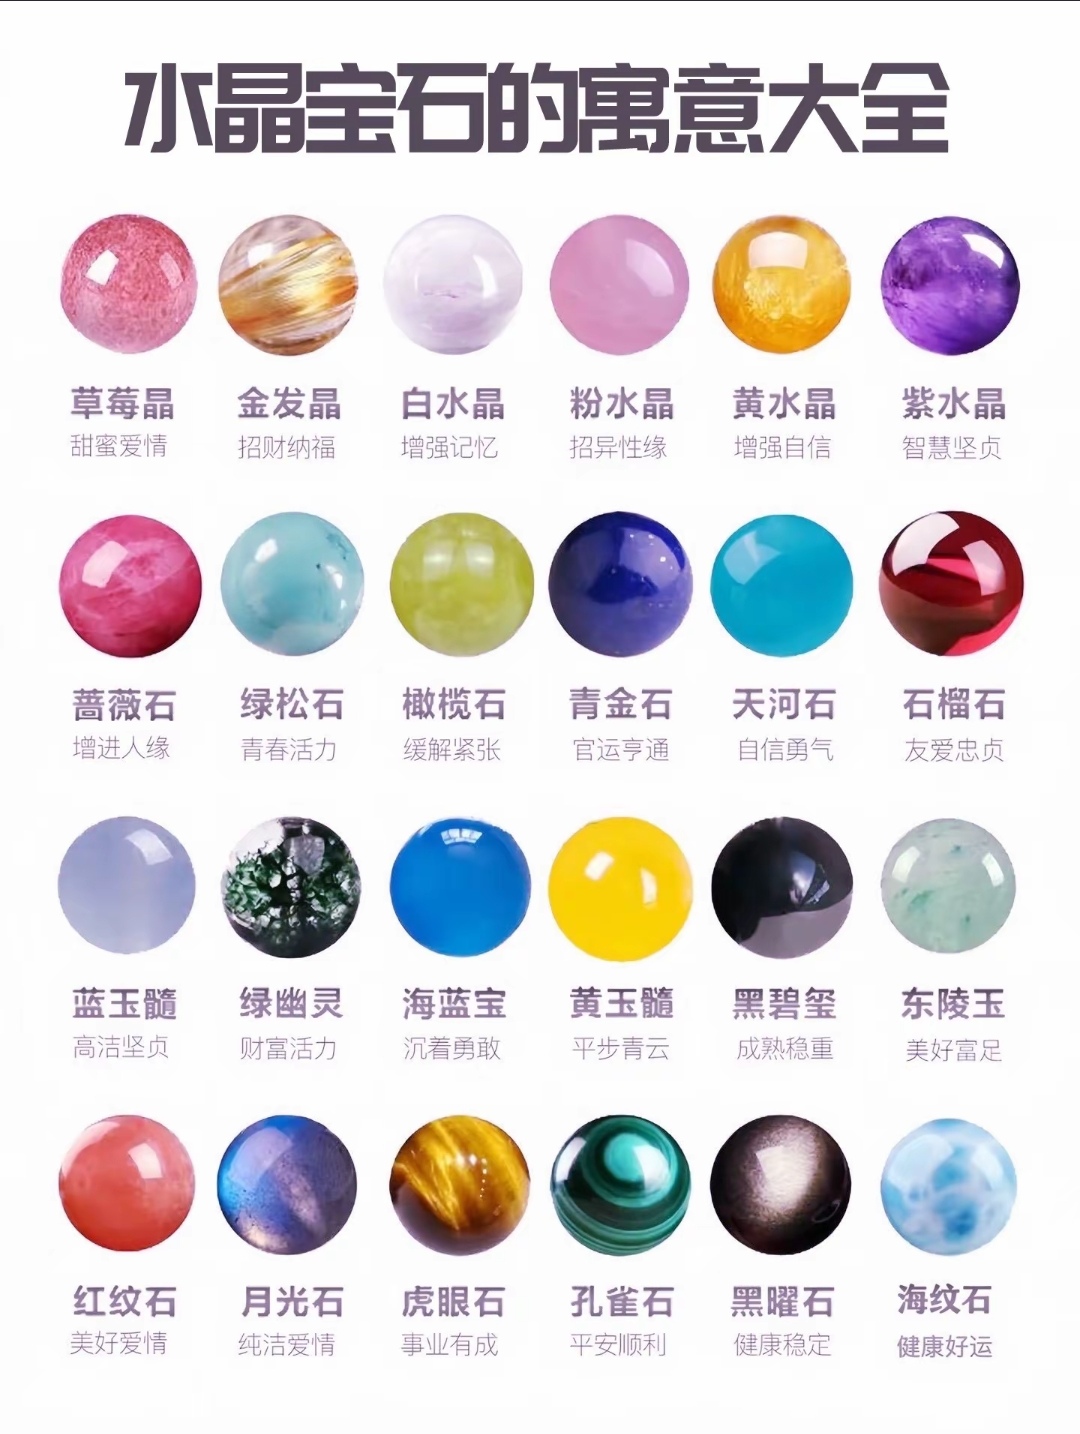 水晶宝石的寓意大全
草莓晶 金发晶 白水晶 粉水晶 黄水晶 紫水晶
甜蜜爱情 招财纳福 增强记忆 招异性缘 增强自信 智慧坚贞
蔷薇石 绿松石 橄榄石 青金石 天河石 石榴石
增进人缘 青春活力 缓解紧张 官运亨通 自信勇气 友爱忠贞
蓝玉髓 绿幽灵 海蓝宝 黄玉髓 黑碧玺 东陵玉
高洁坚贞 财富活力 沉着勇敢 平步青云 成熟稳重 美好富足
红纹石 月光石 虎眼石 孔雀石 黑曜石 海纹石
美好爱情 纯洁爱情 事业有成 平安顺利 健康稳定 健康好运